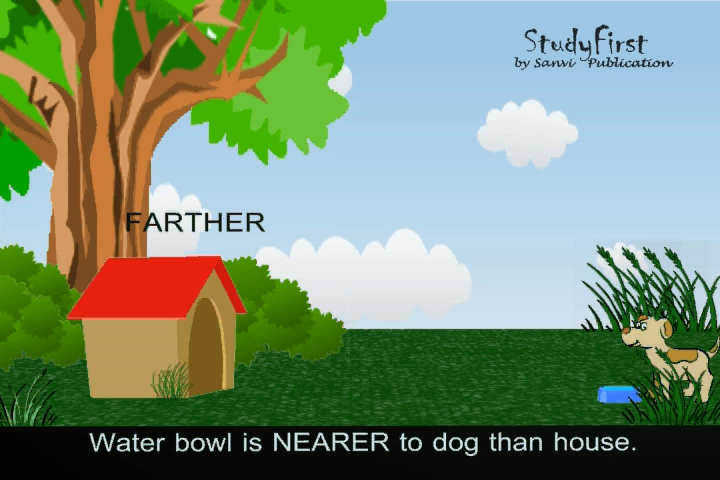 StudyFirst
by Sanvi Publication
FARTHER
Water bowl is NEARER to dog than house.